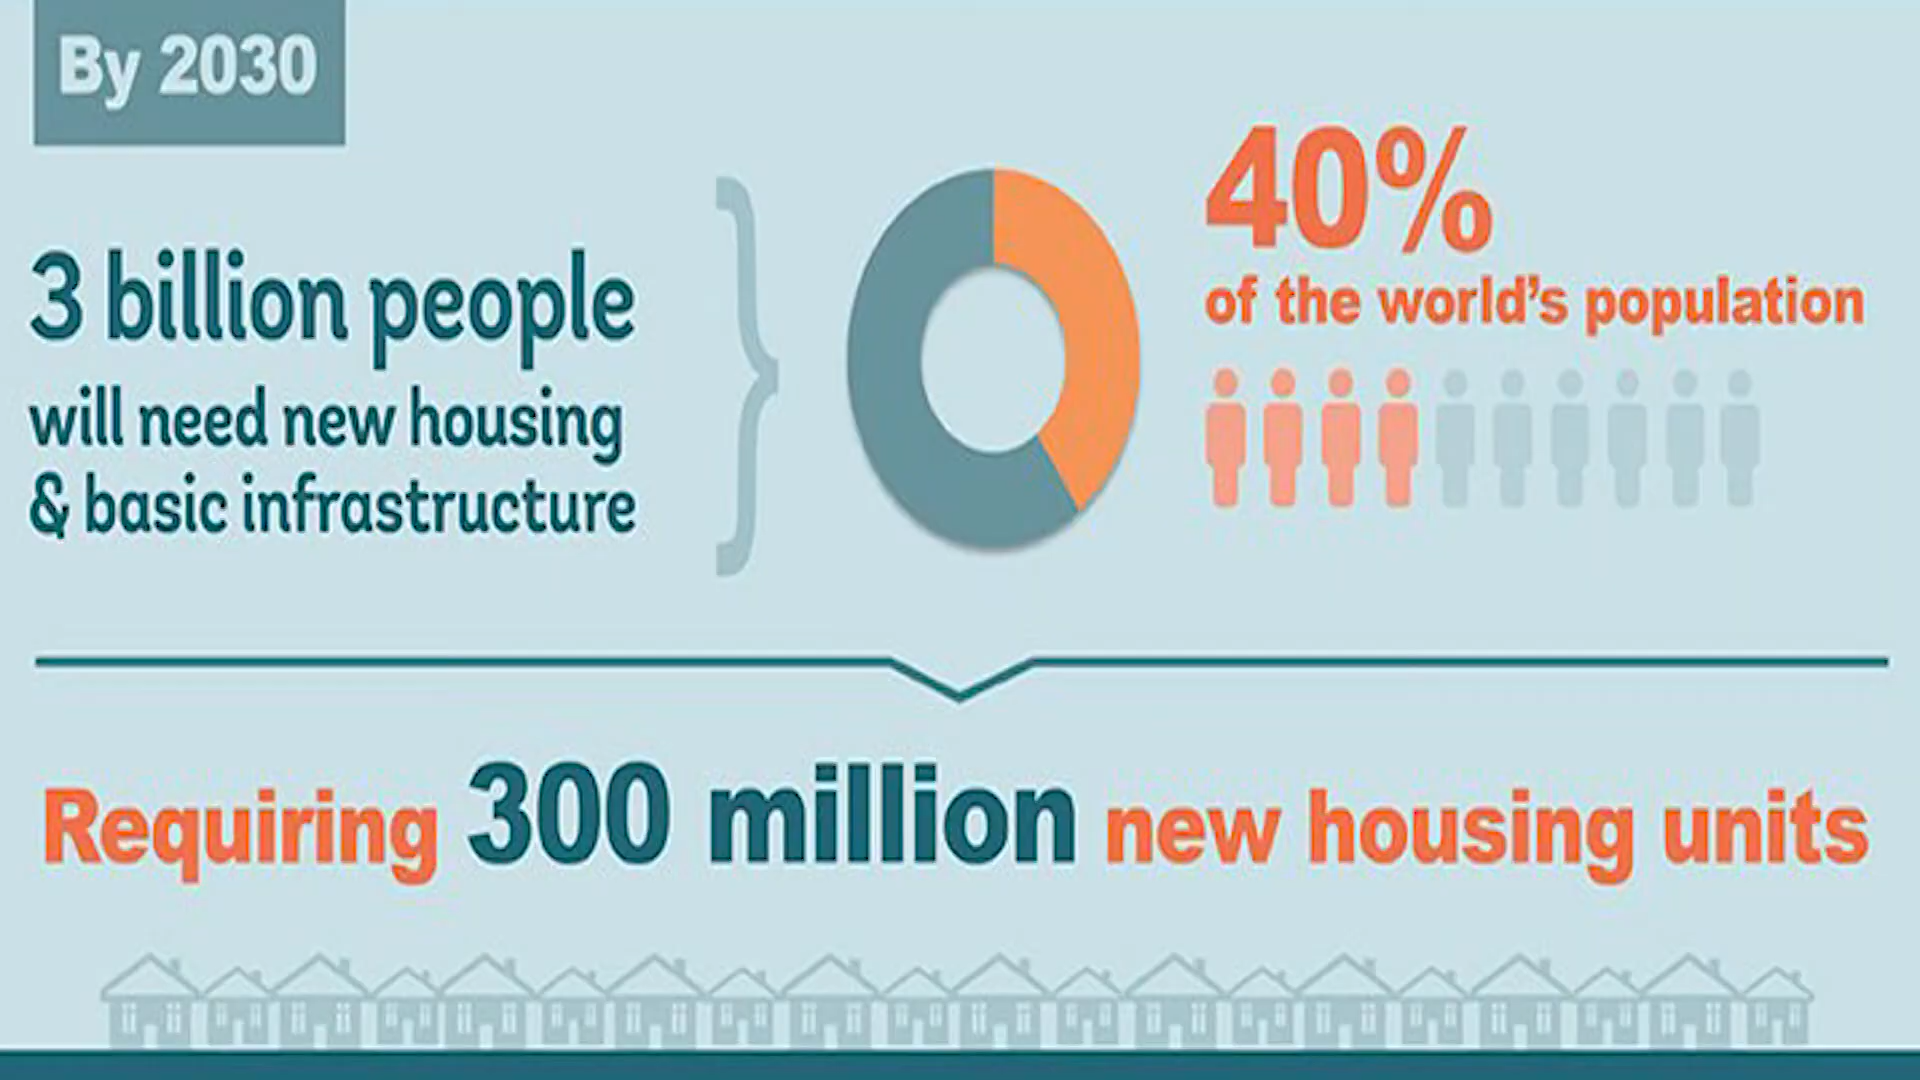 By 2030
3 billion people
will need new housing
& basic infrastructure
40%
of the world's population
Requiring 300 million new housing units